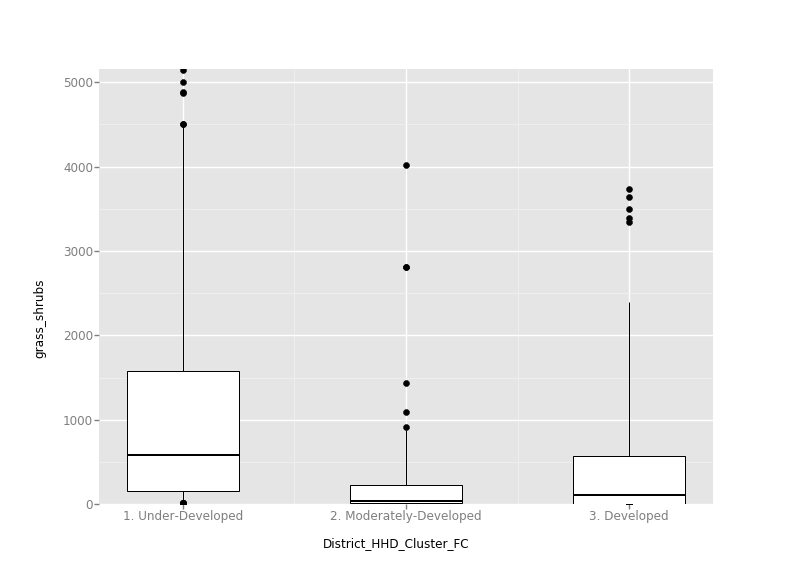 5000
4000
3000
2000
1000
0
grass_shrubs
1. Under-Developed
2. Moderately-Developed
3. Developed
District_HHD_Cluster_FC